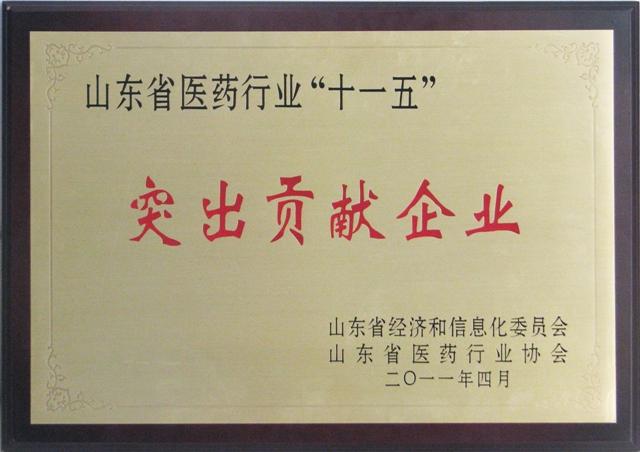 山东省医药行业“十一五”
突出贡献企业
山东省经济和信息化委员会
山东省医药行业协会
二〇一一年四月